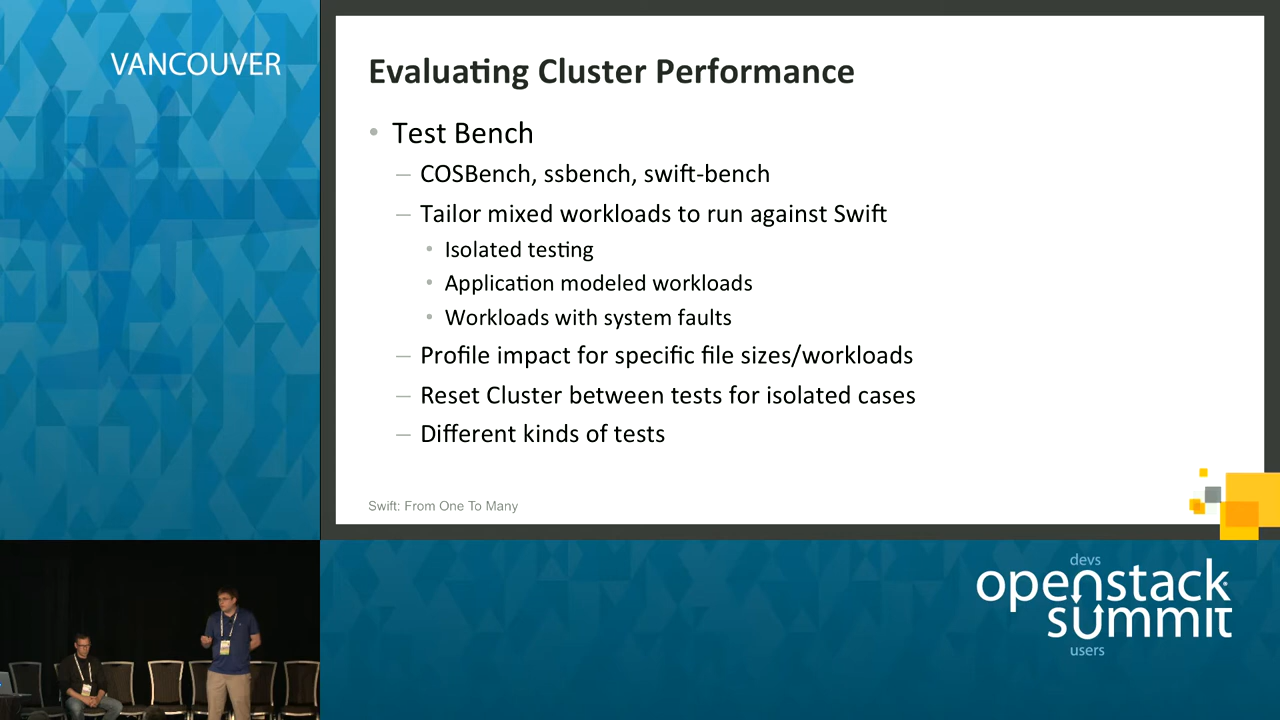 VANCOUVER
Evaluating Cluster Performance
• Test Bench
– COSBench, ssbench, swift-bench
– Tailor mixed workloads to run against Swift
• Isolated testing
• Application modeled workloads
• Workloads with system faults
– Profile impact for specific file sizes/workloads
– Reset Cluster between tests for isolated cases
– Different kinds of tests
Swift: From One To Many
devs
openstack
summit
users